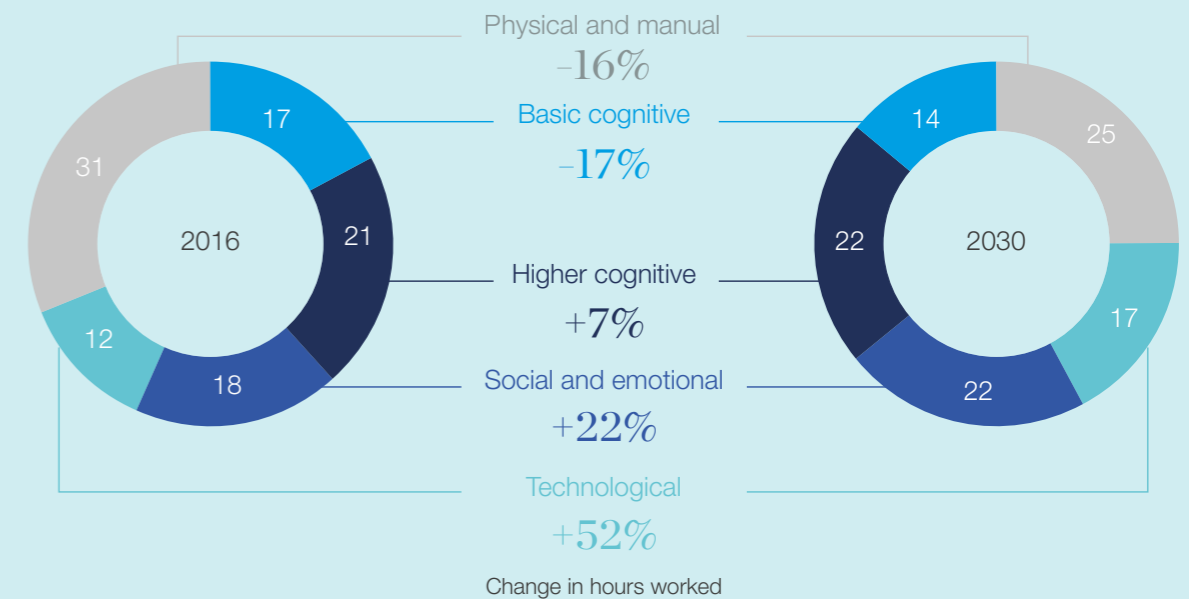 Physical and manual
–16%
Basic cognitive
–17%
Higher cognitive
+7%
Social and emotional
+22%
Technological
+52%
Change in hours worked
2016
17
21
18
12
31
2030
25
17
22
22
14